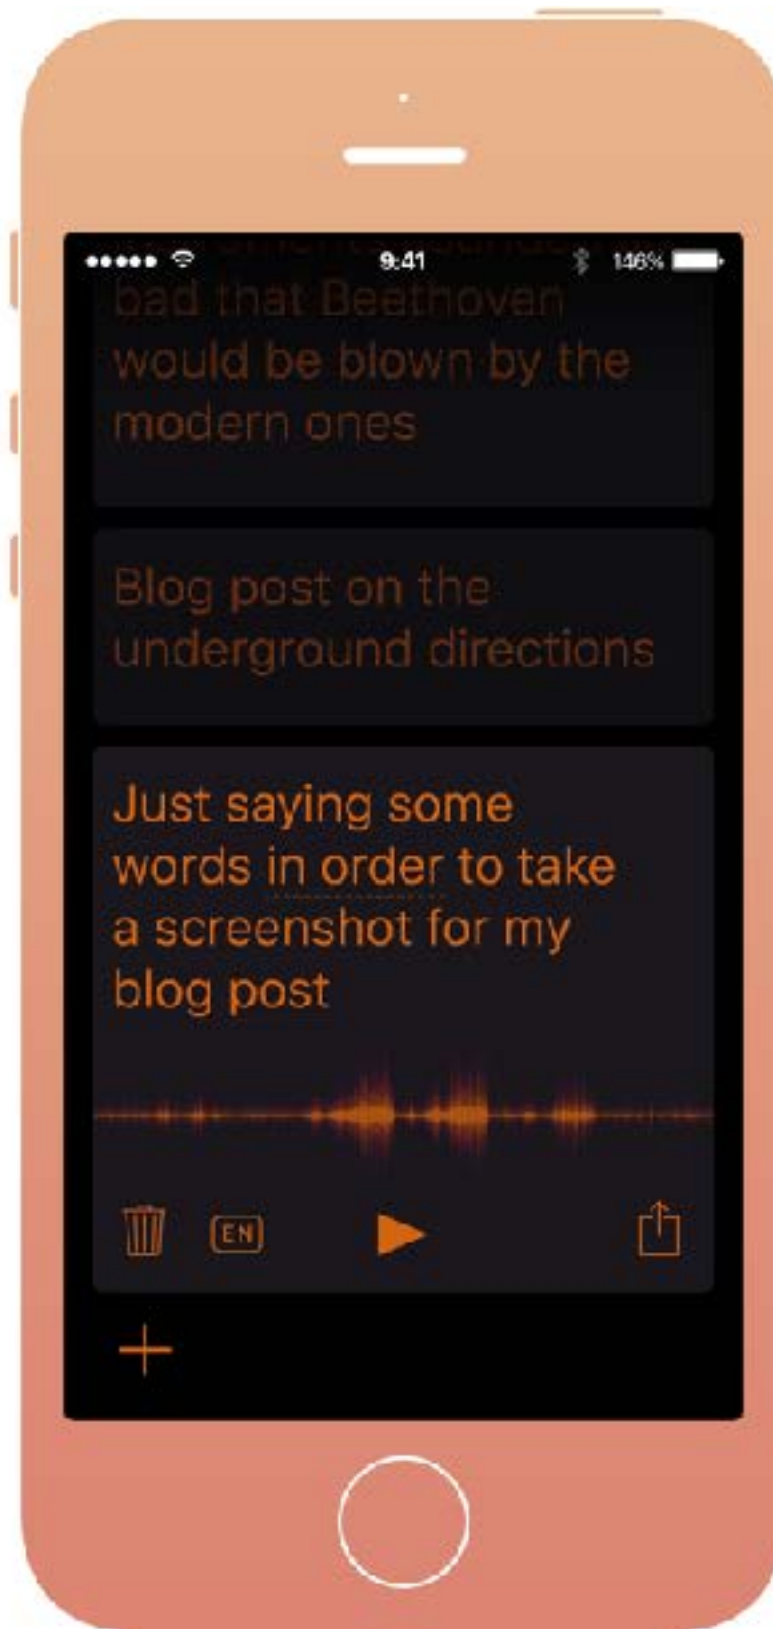 9:41 146%
bad that Beethoven
would be blown by the
modern ones
Blog post on the
underground directions
Just saying some
words in order to take
a screenshot for my
blog post
EN